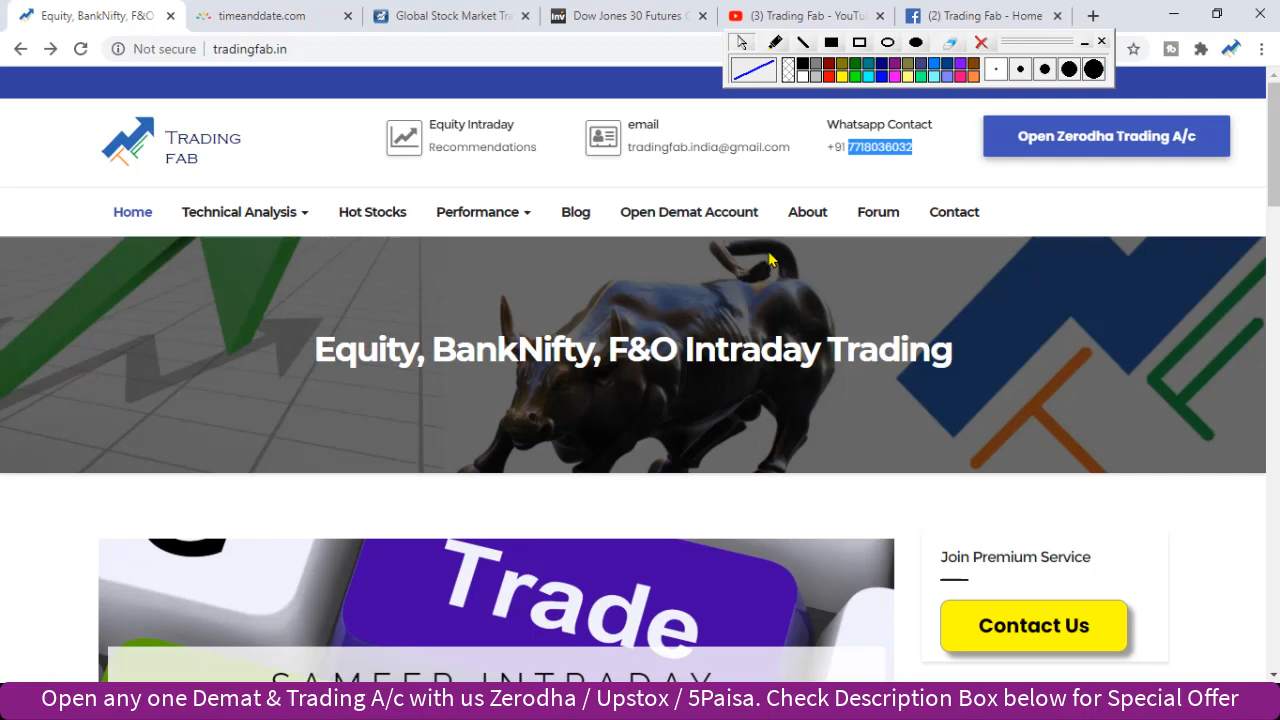 Equity, BankNifty, F&O
timeanddate.com
Global Stock Market Tra
Dow Jones 30 Futures C
(3) Trading Fab - YouTu
(2) Trading Fab - Home
Not secure
tradingfab.in
TRADING
FAB
Equity Intraday
Recommendations
email
tradingfab.india@gmail.com
Whatsapp Contact
+91 7718036032
Open Zerodha Trading A/c
Home
Technical Analysis
Hot Stocks
Performance
Blog
Open Demat Account
About
Forum
Contact
Equity, BankNifty, F&O Intraday Trading
Trade
SAMEER INTRADAY
Join Premium Service
Contact Us
Open any one Demat & Trading A/c with us Zerodha / Upstox / 5Paisa. Check Description Box below for Special Offer